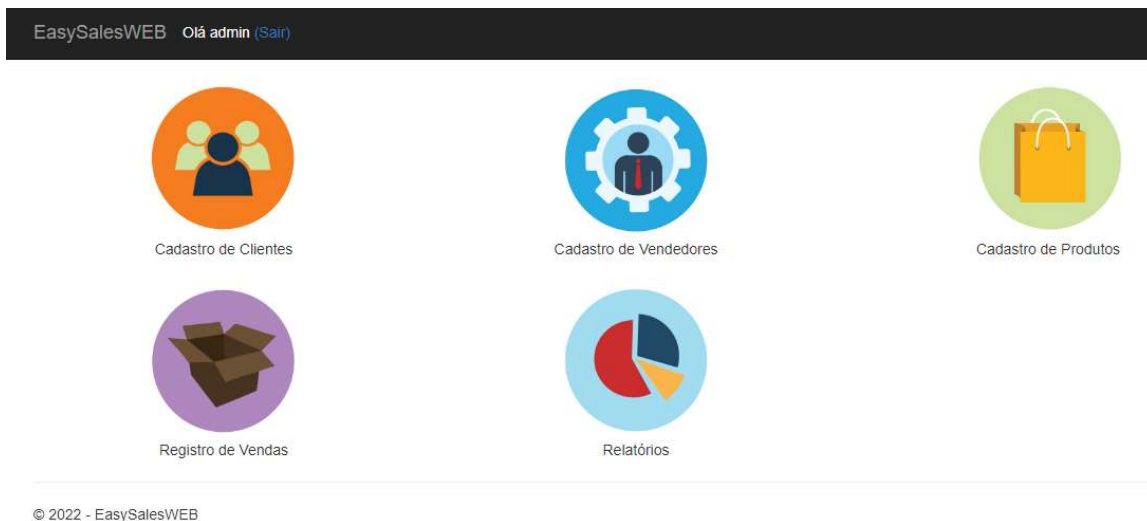 EasySalesWEB Olá admin (Sair)
Cadastro de Clientes
Cadastro de Vendedores
Cadastro de Produtos
Registro de Vendas
Relatórios
© 2022 - EasySalesWEB